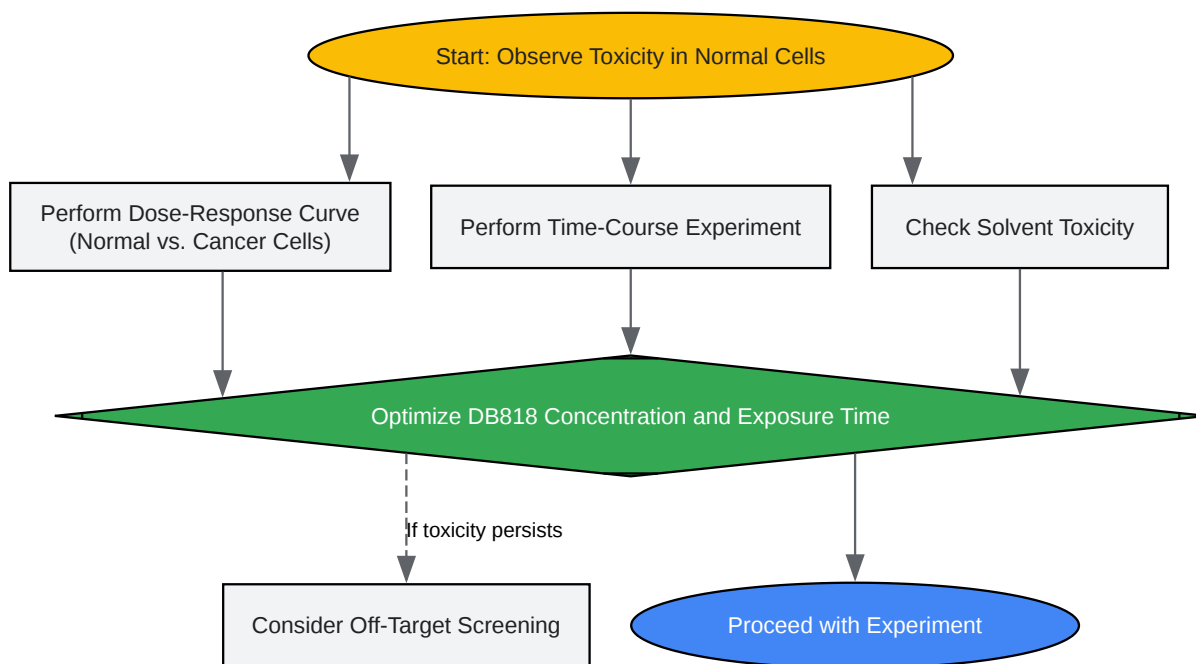 Start: Observe Toxicity in Normal Cells
Perform Dose-Response Curve
(Normal vs. Cancer Cells)
Perform Time-Course Experiment
Check Solvent Toxicity
Optimize DB818 Concentration and Exposure Time
If toxicity persists
Consider Off-Target Screening
Proceed with Experiment